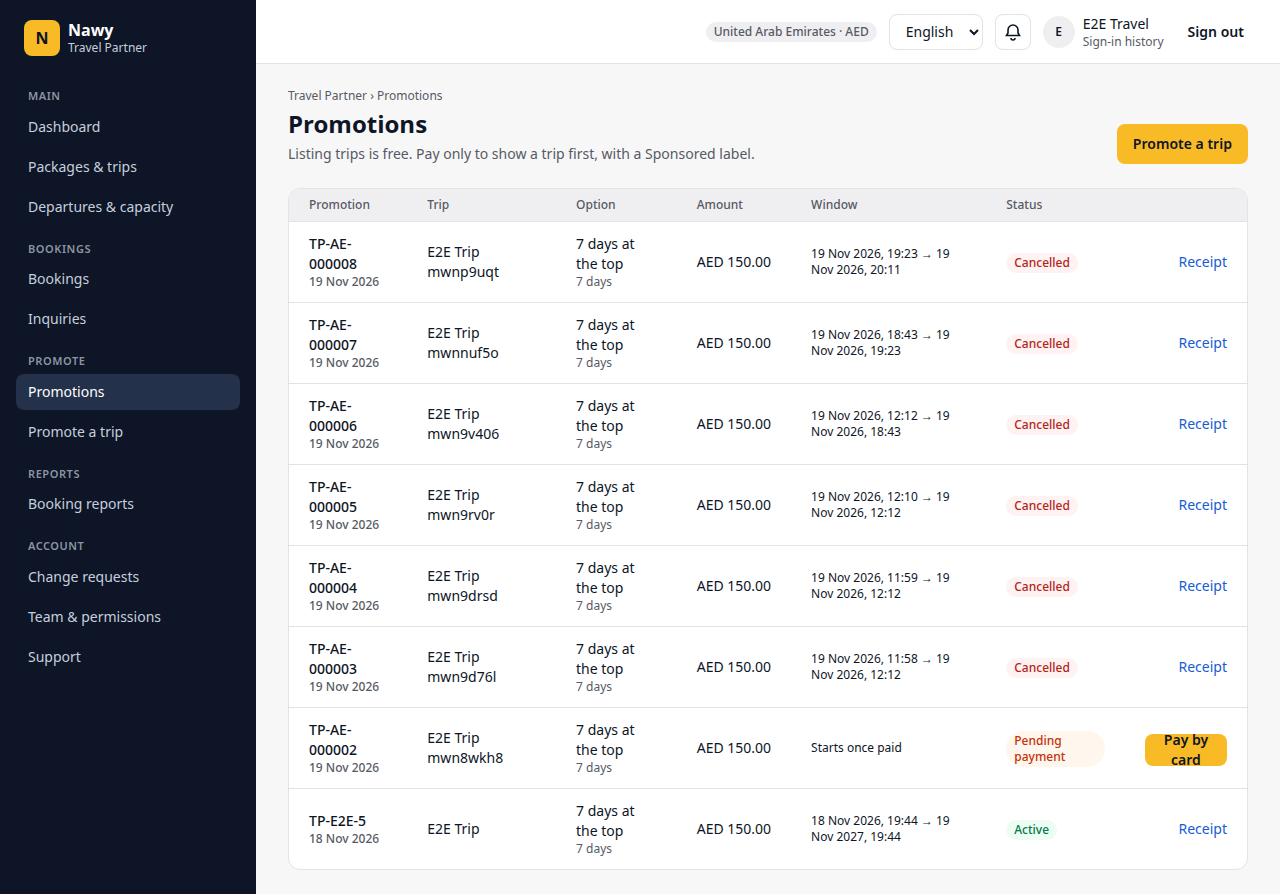 N
Nawy
Travel Partner
MAIN
Dashboard
Packages & trips
Departures & capacity
BOOKINGS
Bookings
Inquiries
PROMOTE
Promotions
Promote a trip
REPORTS
Booking reports
ACCOUNT
Change requests
Team & permissions
Support
United Arab Emirates · AED
English
E
E2E Travel
Sign-in history
Sign out
Travel Partner › Promotions
Promotions
Listing trips is free. Pay only to show a trip first, with a Sponsored label.
Promote a trip
Promotion Trip Option Amount Window Status
TP-AE-
000008
19 Nov 2026
E2E Trip
mwnp9uqt
7 days at
the top
7 days
AED 150.00
19 Nov 2026, 19:23 → 19
Nov 2026, 20:11
Cancelled
Receipt
TP-AE-
000007
19 Nov 2026
E2E Trip
mwnnuf5o
7 days at
the top
7 days
AED 150.00
19 Nov 2026, 18:43 → 19
Nov 2026, 19:23
Cancelled
Receipt
TP-AE-
000006
19 Nov 2026
E2E Trip
mwn9v406
7 days at
the top
7 days
AED 150.00
19 Nov 2026, 12:12 → 19
Nov 2026, 18:43
Cancelled
Receipt
TP-AE-
000005
19 Nov 2026
E2E Trip
mwn9rv0r
7 days at
the top
7 days
AED 150.00
19 Nov 2026, 12:10 → 19
Nov 2026, 12:12
Cancelled
Receipt
TP-AE-
000004
19 Nov 2026
E2E Trip
mwn9drsd
7 days at
the top
7 days
AED 150.00
19 Nov 2026, 11:59 → 19
Nov 2026, 12:12
Cancelled
Receipt
TP-AE-
000003
19 Nov 2026
E2E Trip
mwn9d76l
7 days at
the top
7 days
AED 150.00
19 Nov 2026, 11:58 → 19
Nov 2026, 12:12
Cancelled
Receipt
TP-AE-
000002
19 Nov 2026
E2E Trip
mwn8wkh8
7 days at
the top
7 days
AED 150.00
Starts once paid
Pending
payment
Pay by
card
TP-E2E-5
18 Nov 2026
E2E Trip
7 days at
the top
7 days
AED 150.00
18 Nov 2026, 19:44 → 19
Nov 2027, 19:44
Active
Receipt